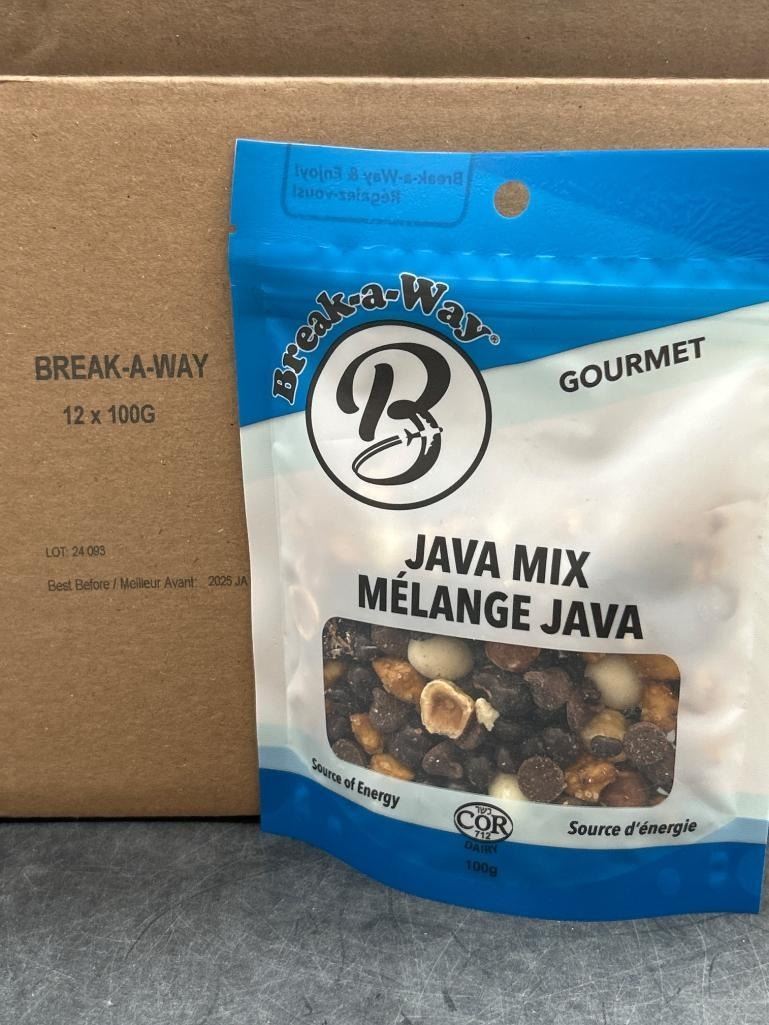 BREAK-A-WAY
12 x 100G
LOT: 24 093
Best Before / Meilleur Avant: 2025 JA
Break-a-Way & Enjoy!
Régalez-vous!
Break-a-Way®
B
GOURMET
JAVA MIX
MÉLANGE JAVA
Source of Energy
כשר
COR
712
DAIRY
100g
Source d'énergie